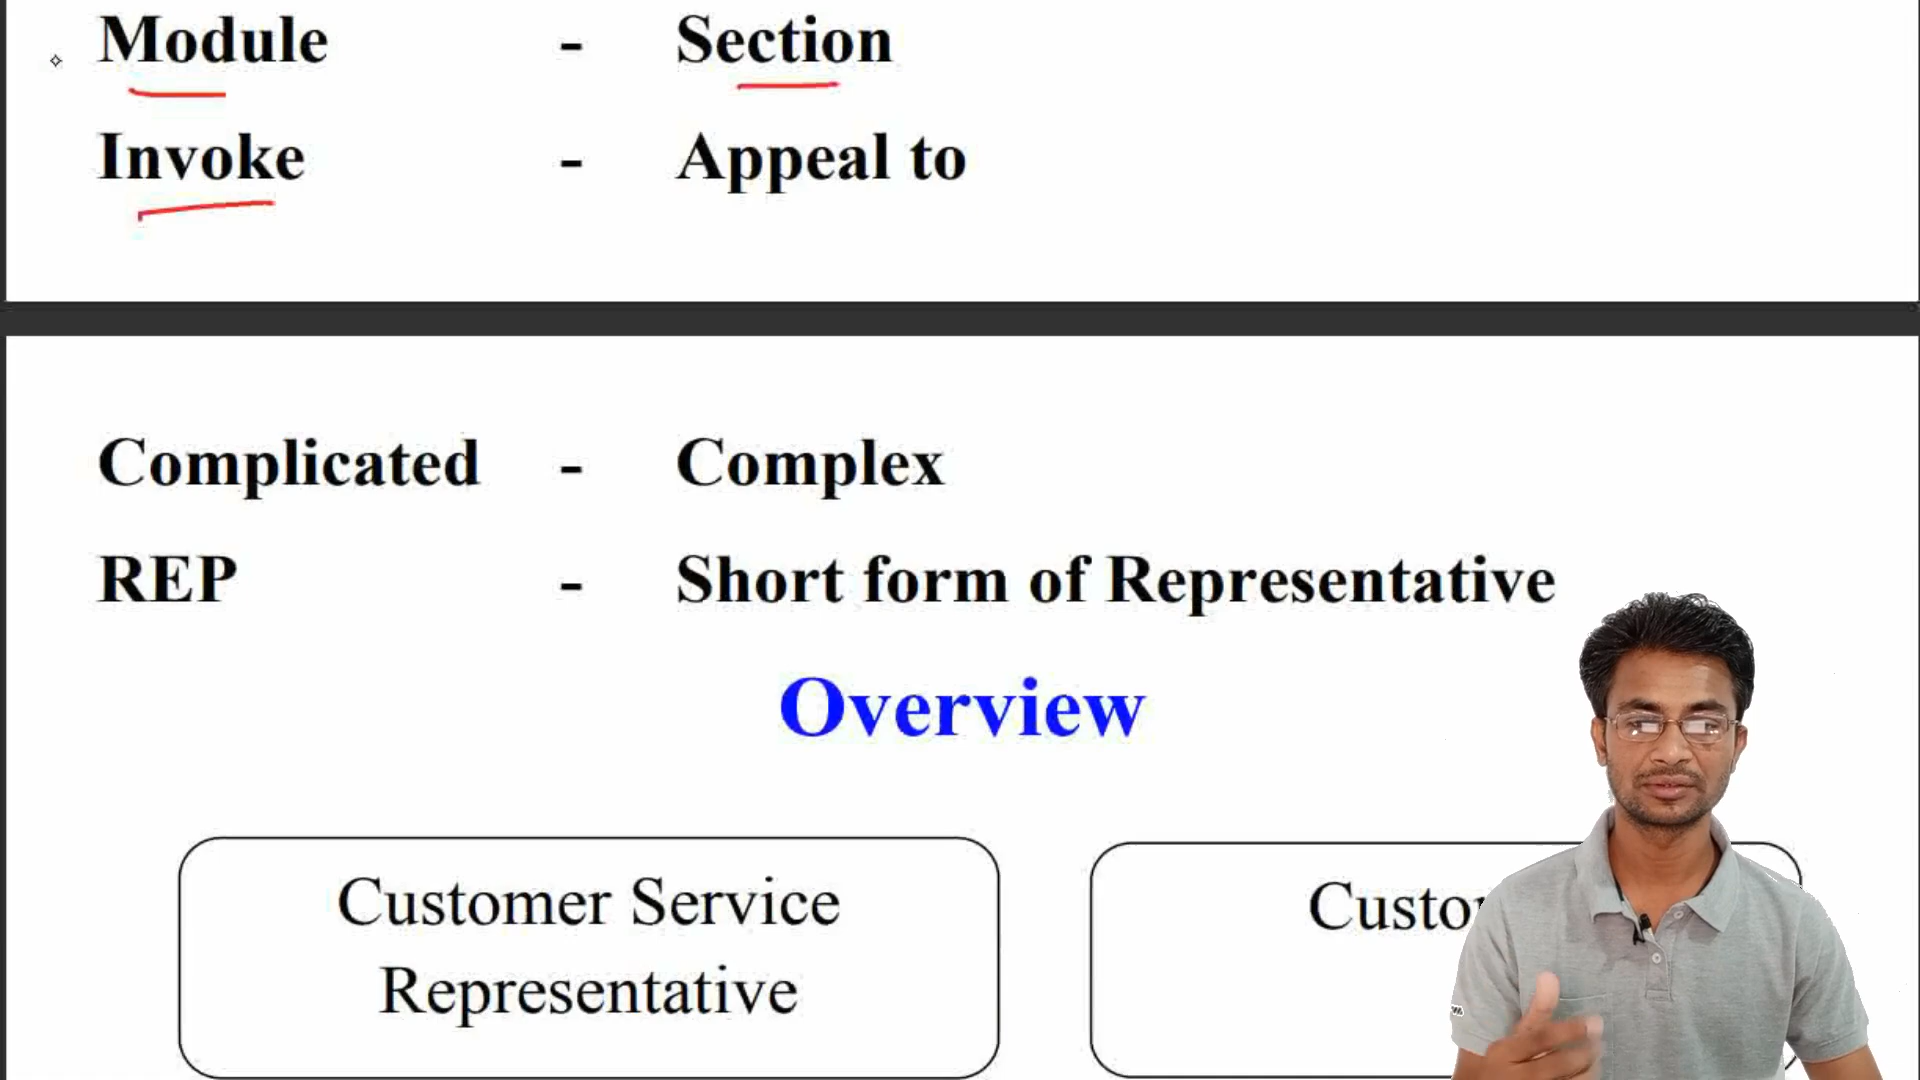 Module - Section
Invoke - Appeal to
Complicated - Complex
REP - Short form of Representative
Overview
Customer Service
Representative